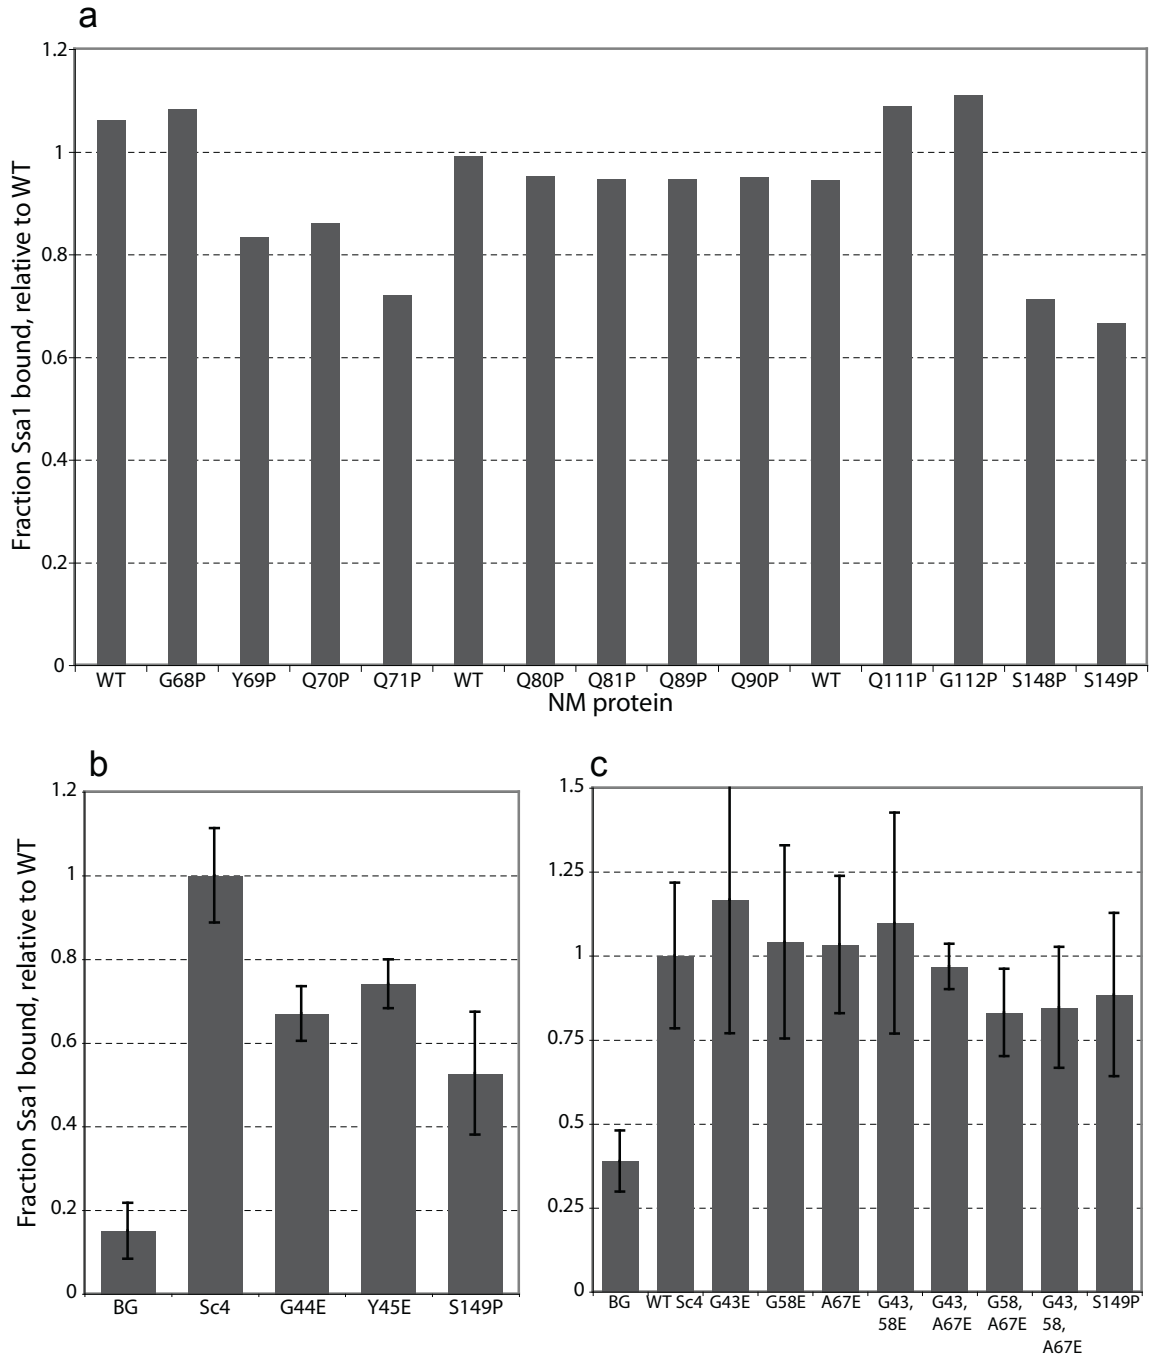 a
Fraction Ssa1 bound, relative to WT
1.2
1
0.8
0.6
0.4
0.2
0
WT G68P Y69P Q70P Q71P WT Q80P Q81P Q89P Q90P WT Q111P G112P S148P S149P
NM protein
b
Fraction Ssa1 bound, relative to WT
1.2
1
0.8
0.6
0.4
0.2
0
BG Sc4 G44E Y45E S149P
c
1.5
1.25
1
0.75
0.5
0.25
0
BG WT Sc4 G43E G58E A67E G43, G43, G58, G43, S149P
58E A67E A67E 58,
A67E